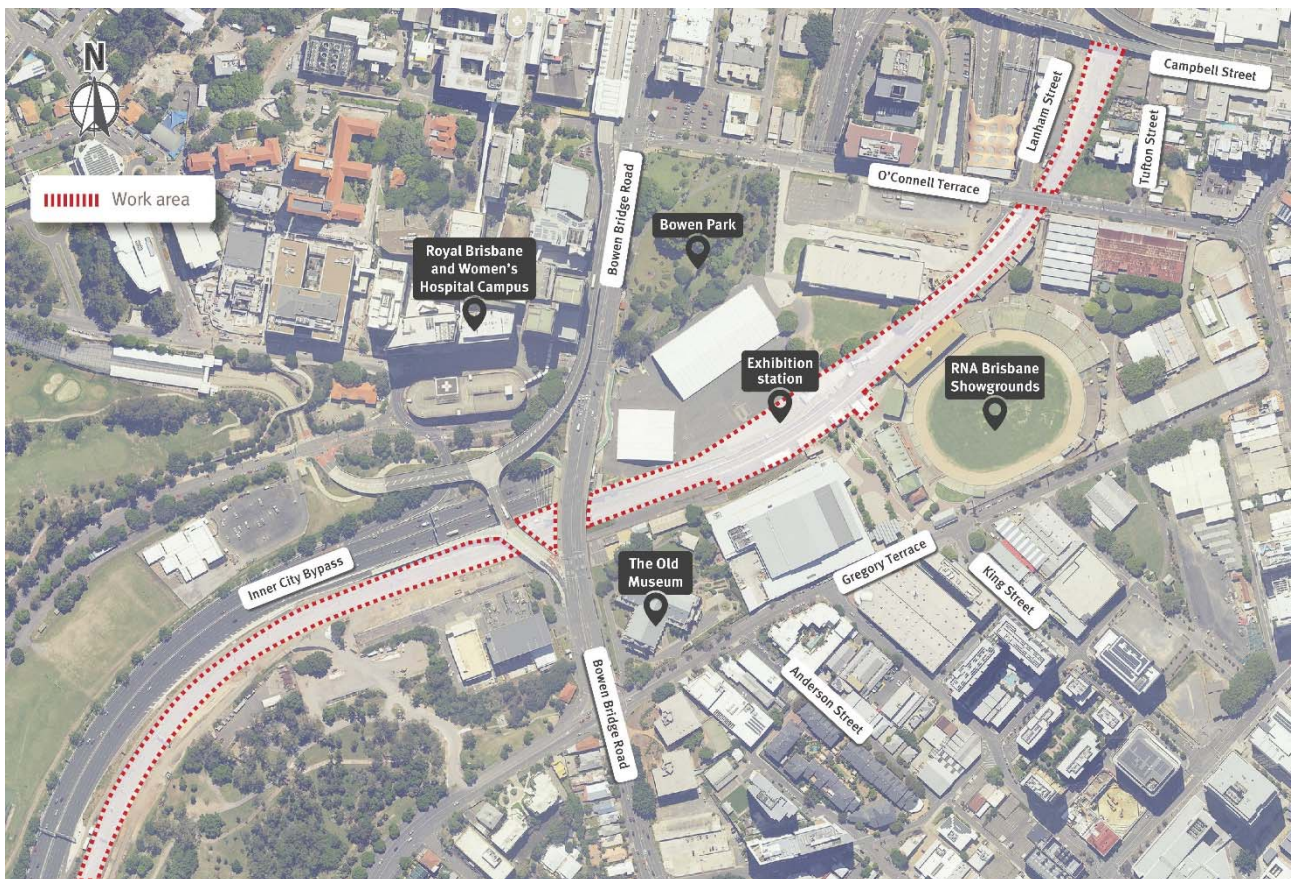 N
Work area
Campbell Street
Lanham Street
Tufton Street
O'Connell Terrace
Bowen Bridge Road
Bowen Park
Royal Brisbane
and Women's
Hospital Campus
Exhibition
station
RNA Brisbane
Showgrounds
Inner City Bypass
The Old
Museum
Gregory Terrace
King Street
Anderson Street
Bowen Bridge Road